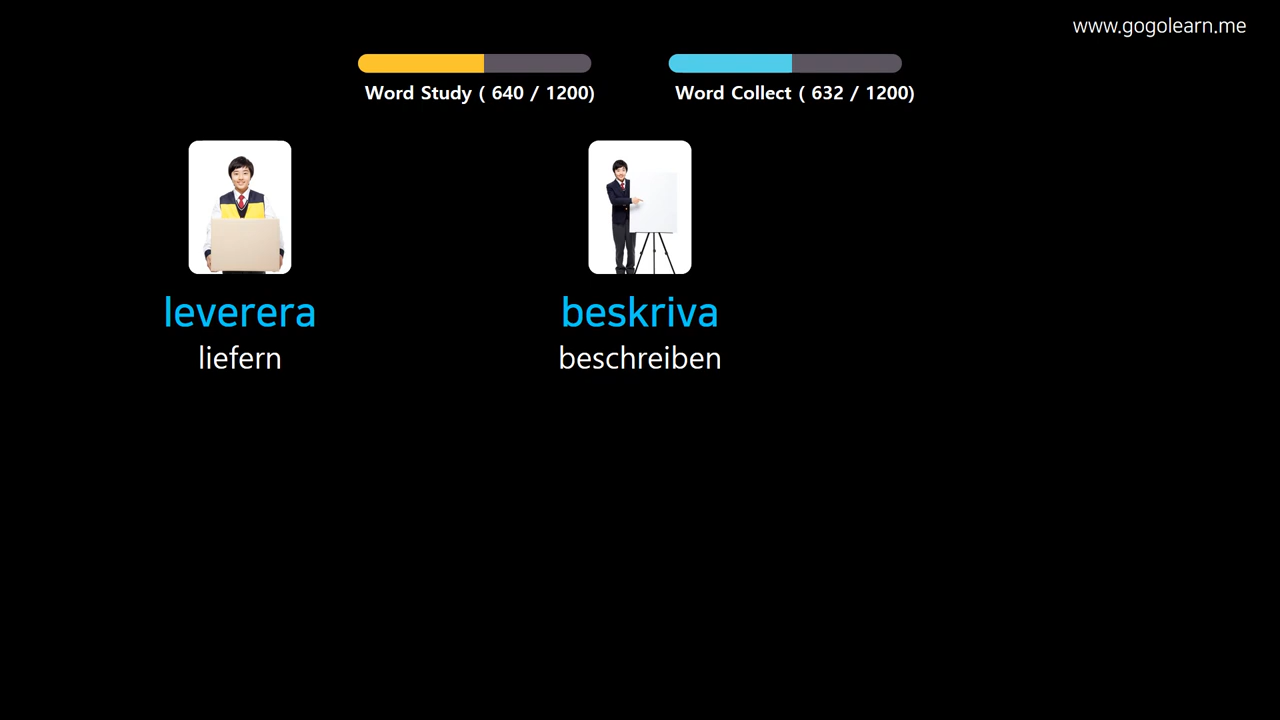 www.gogolearn.me
Word Study ( 640 / 1200)
Word Collect ( 632 / 1200)
leverera
liefern
beskriva
beschreiben